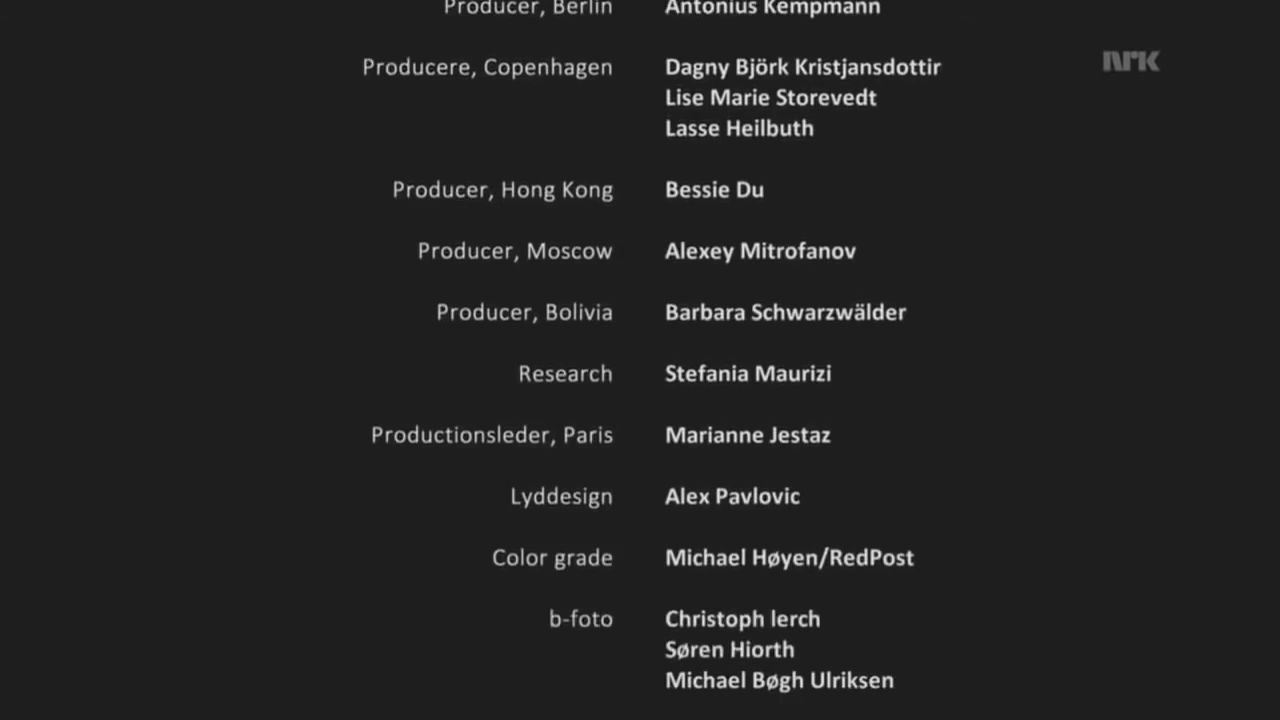 Producer, Berlin Antonius Kempmann
nrk
Producere, Copenhagen Dagny Björk Kristjansdottir
Lise Marie Storevedt
Lasse Heilbuth
Producer, Hong Kong Bessie Du
Producer, Moscow Alexey Mitrofanov
Producer, Bolivia Barbara Schwarzwälder
Research Stefania Maurizi
Productionsleder, Paris Marianne Jestaz
Lyddesign Alex Pavlovic
Color grade Michael Høyen/RedPost
b-foto Christoph lerch
Søren Hiorth
Michael Bøgh Ulriksen